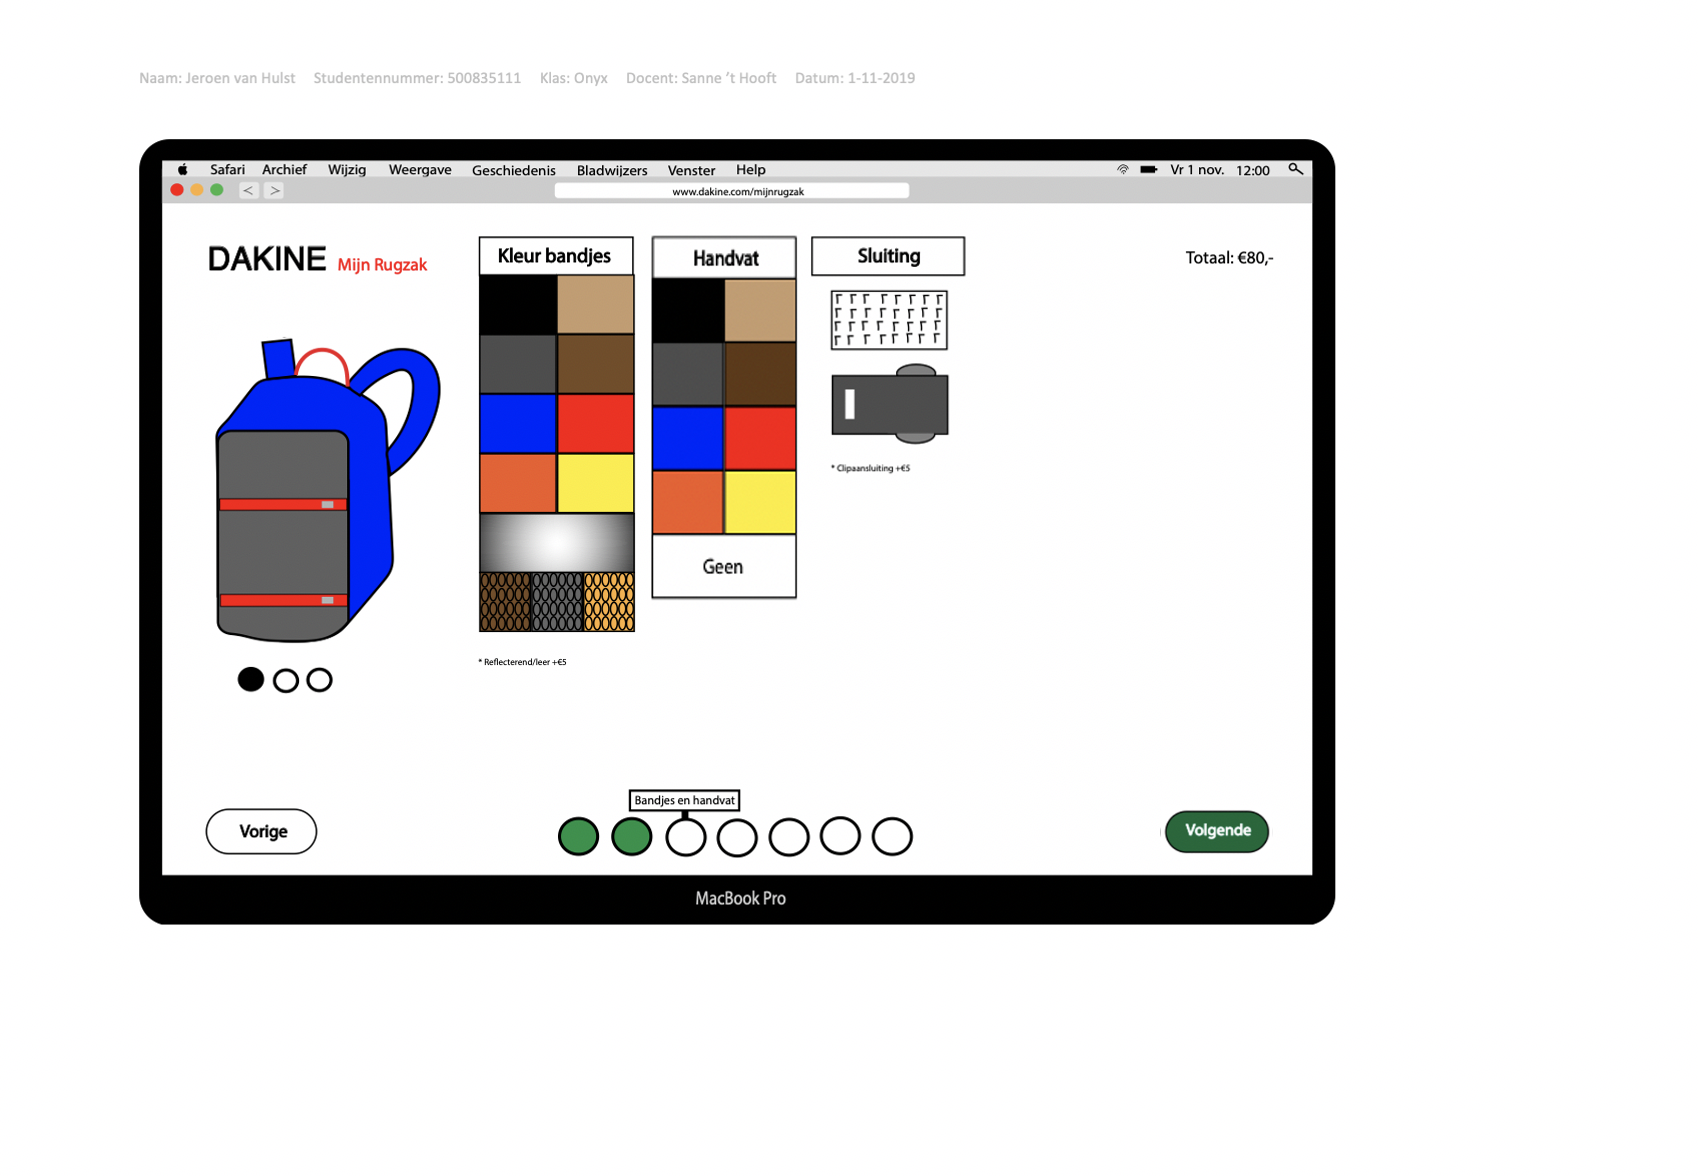 Naam: Jeroen van Hulst Studentennummer: 500835111 Klas: Onyx Docent: Sanne ’t Hooft Datum: 1-11-2019
Safari Archief Wijzig Weergave Geschiedenis Bladwijzers Venster Help Vr 1 nov. 12:00
< > www.dakine.com/mijnrugzak
DAKINE Mijn Rugzak
Kleur bandjes
Handvat
Sluiting
Totaal: €80,-
* Clipaansluiting +€5
Geen
* Reflecterend/leer +€5
Bandjes en handvat
Vorige
Volgende
MacBook Pro